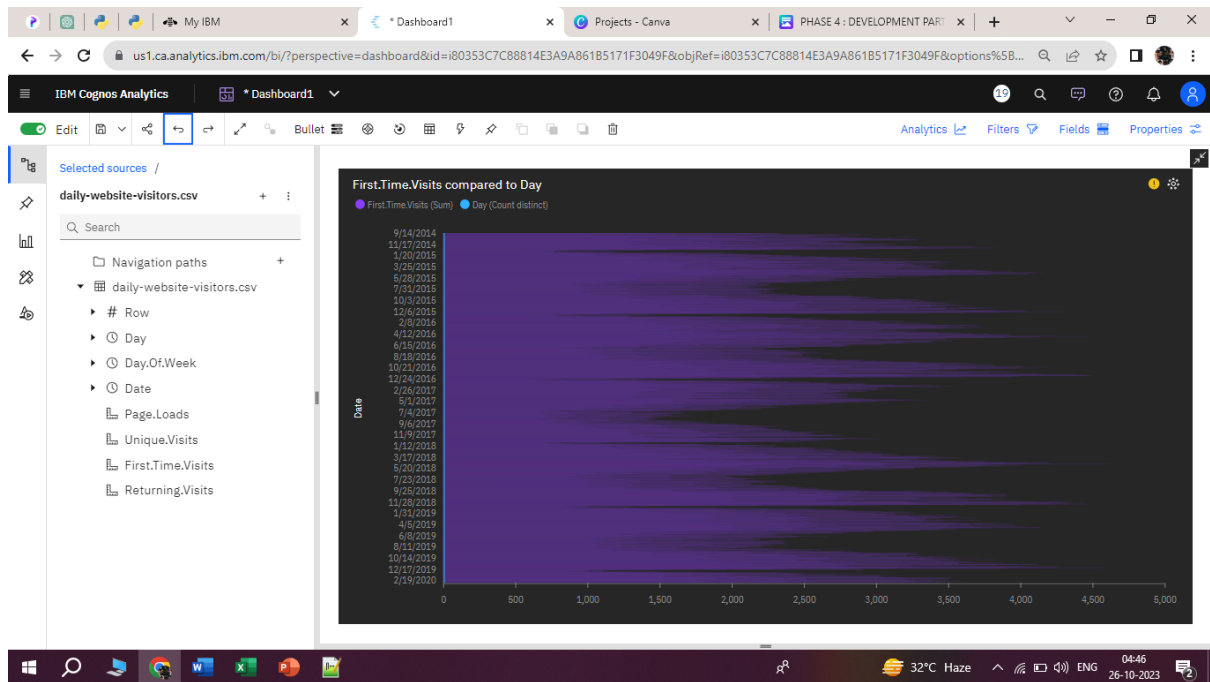 My IBM
* Dashboard1
Projects - Canva
PHASE 4 : DEVELOPMENT PART
us1.ca.analytics.ibm.com/bi/?perspective=dashboard&id=i80353C7C88814E3A9A861B5171F3049F&objRef=i80353C7C88814E3A9A861B5171F3049F&options%5B...
IBM Cognos Analytics
* Dashboard1
19
Edit
Bullet
Analytics
Filters
Fields
Properties
Selected sources /
daily-website-visitors.csv
Search
Navigation paths
daily-website-visitors.csv
# Row
Day
Day.Of.Week
Date
Page.Loads
Unique.Visits
First.Time.Visits
Returning.Visits
First.Time.Visits compared to Day
First.Time.Visits (Sum) Day (Count distinct)
Date
9/14/2014
11/17/2014
1/20/2015
3/25/2015
5/28/2015
7/31/2015
10/3/2015
12/6/2015
2/8/2016
4/12/2016
6/15/2016
8/18/2016
10/21/2016
12/24/2016
2/26/2017
5/1/2017
7/4/2017
9/6/2017
11/9/2017
1/12/2018
3/17/2018
5/20/2018
7/23/2018
9/25/2018
11/28/2018
1/31/2019
4/5/2019
6/8/2019
8/11/2019
10/14/2019
12/17/2019
2/19/2020
0 500 1,000 1,500 2,000 2,500 3,000 3,500 4,000 4,500 5,000
32°C Haze
ENG
04:46
26-10-2023
2